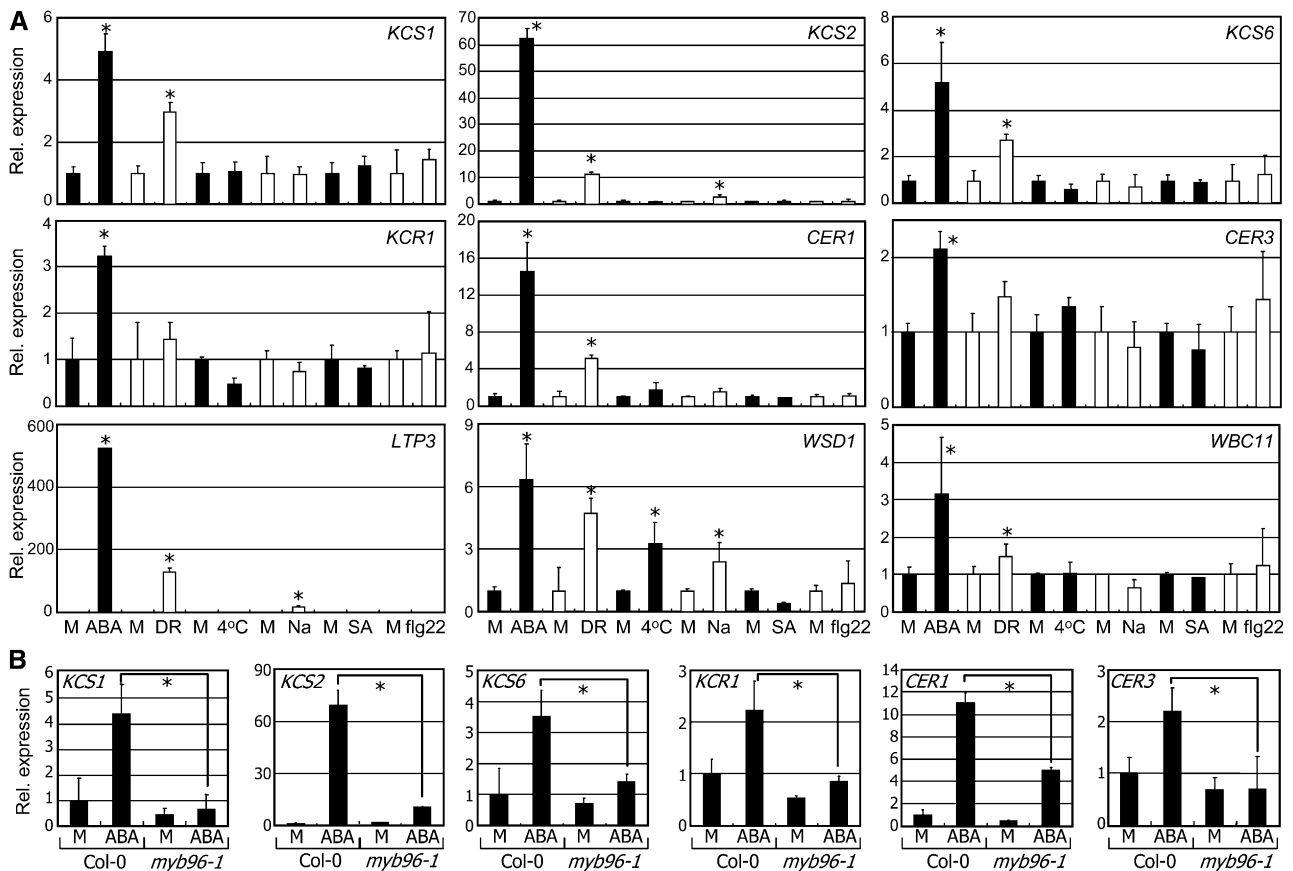 A
KCS1
KCS2
KCS6
Rel. expression
6
4
2
0
*
*
70
60
50
40
30
20
10
0
*
*
*
8
6
4
2
0
*
*
KCR1
CER1
CER3
Rel. expression
4
3
2
1
0
*
20
16
12
8
4
0
*
*
2
1
0
*
LTP3
WSD1
WBC11
Rel. expression
600
400
200
0
*
*
*
9
6
3
0
*
*
*
*
5
4
3
2
1
0
*
*
M ABA M DR M 4°C M Na M SA M flg22
M ABA M DR M 4°C M Na M SA M flg22
M ABA M DR M 4°C M Na M SA M flg22
B
KCS1
KCS2
KCS6
KCR1
CER1
CER3
Rel. expression
6
5
4
3
2
1
0
*
90
60
30
0
*
5
4
3
2
1
0
*
3
2
1
0
*
14
12
10
8
6
4
2
0
*
3
2
1
0
*
M ABA M ABA
M ABA M ABA
M ABA M ABA
M ABA M ABA
M ABA M ABA
M ABA M ABA
Col-0 myb96-1
Col-0 myb96-1
Col-0 myb96-1
Col-0 myb96-1
Col-0 myb96-1
Col-0 myb96-1